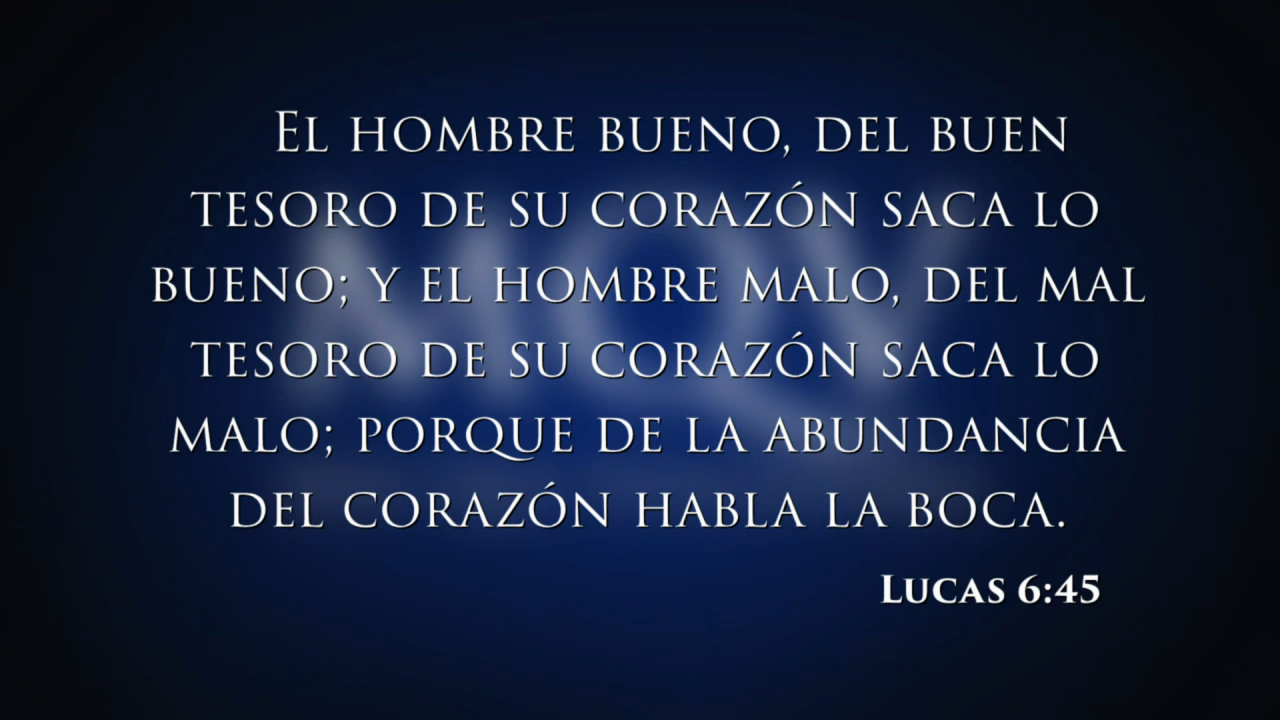 El hombre bueno, del buen
tesoro de su corazón saca lo
bueno; y el hombre malo, del mal
tesoro de su corazón saca lo
malo; porque de la abundancia
del corazón habla la boca.
Lucas 6:45